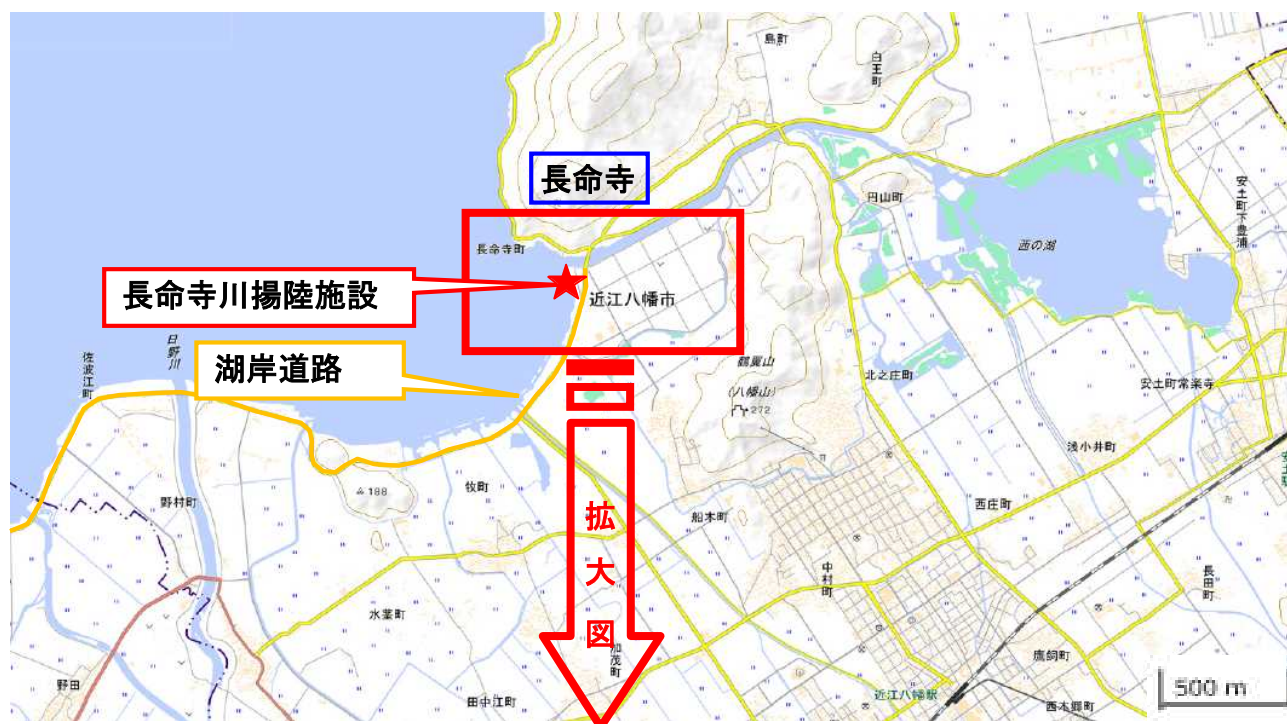 島町
白王町
長命寺
円山町
安土町下豊浦
長命寺町
西の湖
長命寺川揚陸施設
近江八幡市
日野川
佐波江町
湖岸道路
鶴翼山
(八幡山)
272
北之庄町
安土町常楽寺
浅小井町
188
牧町
野村町
船木町
西庄町
拡大図
中村町
長田町
水茎町
加茂町
鷹飼町
野田
田中江町
近江八幡駅
西本郷町
500 m